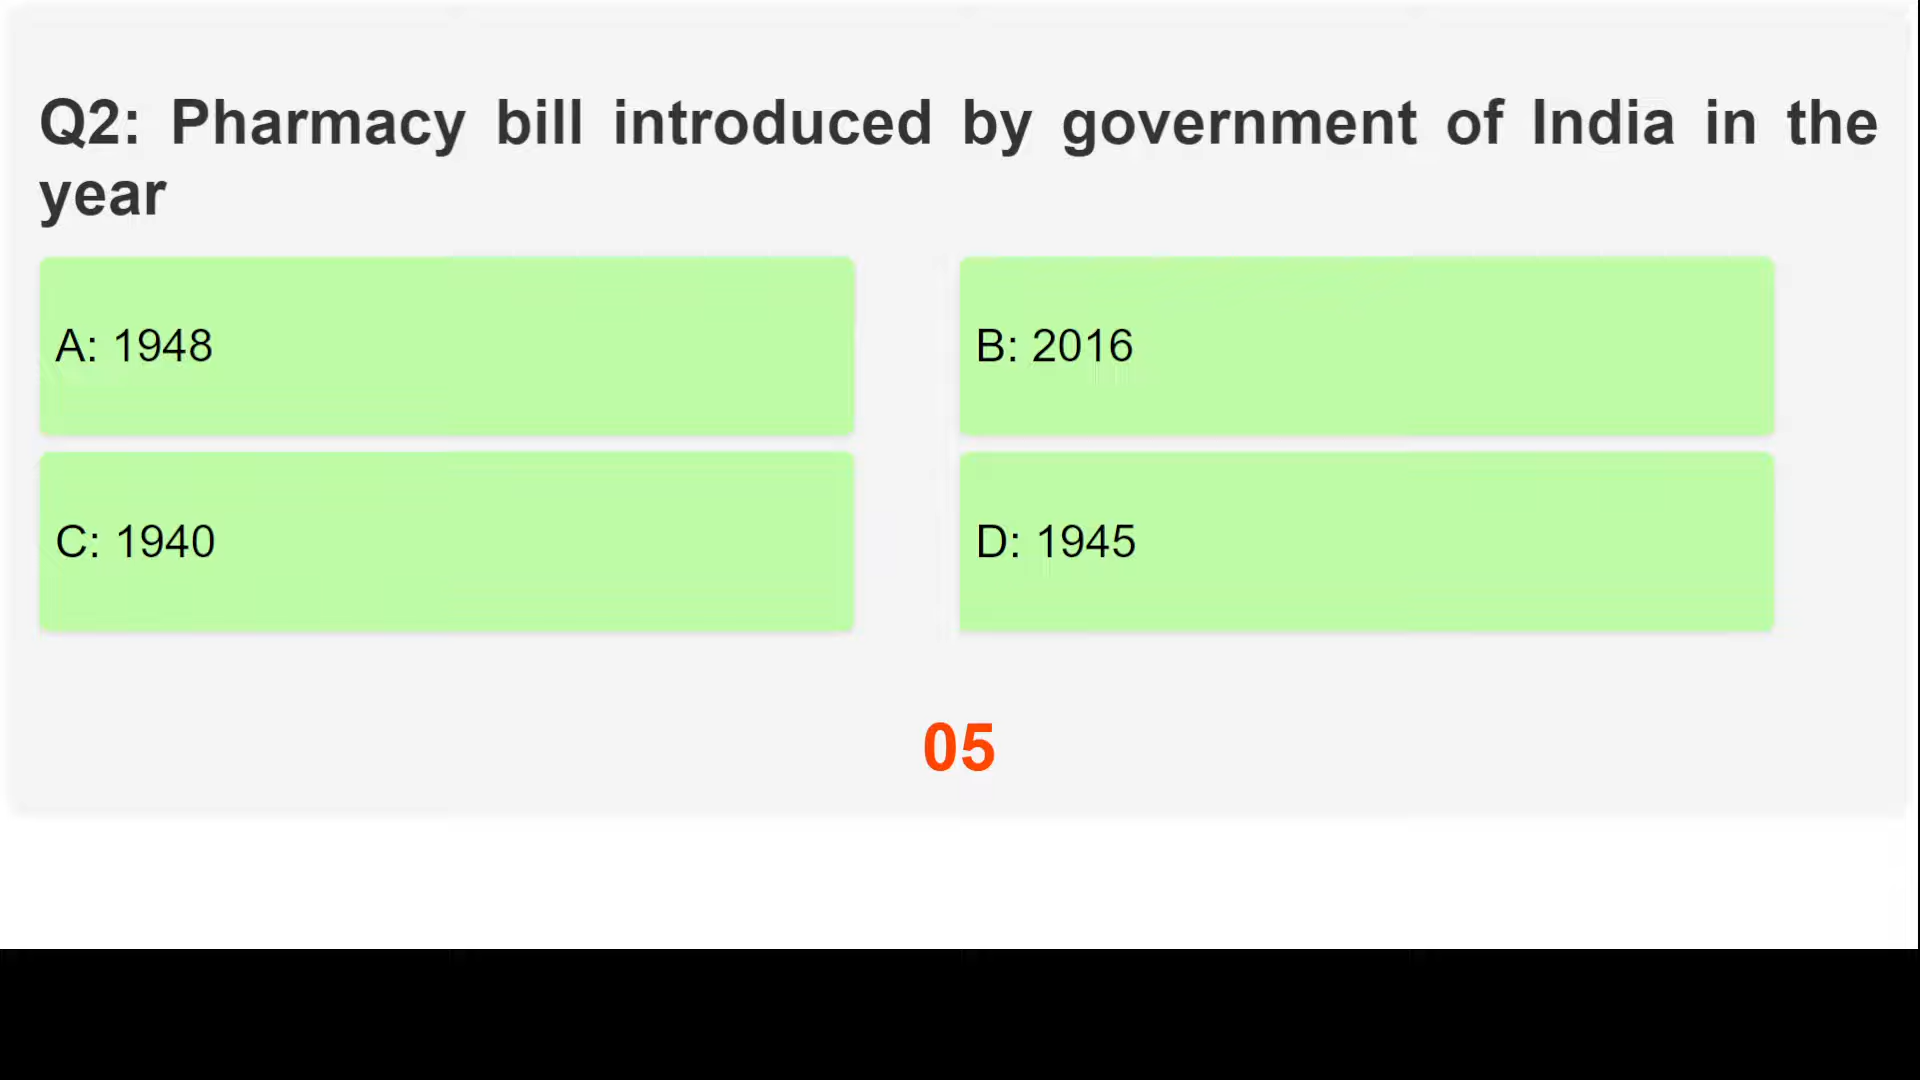 Q2: Pharmacy bill introduced by government of India in the
year
A: 1948
B: 2016
C: 1940
D: 1945
05